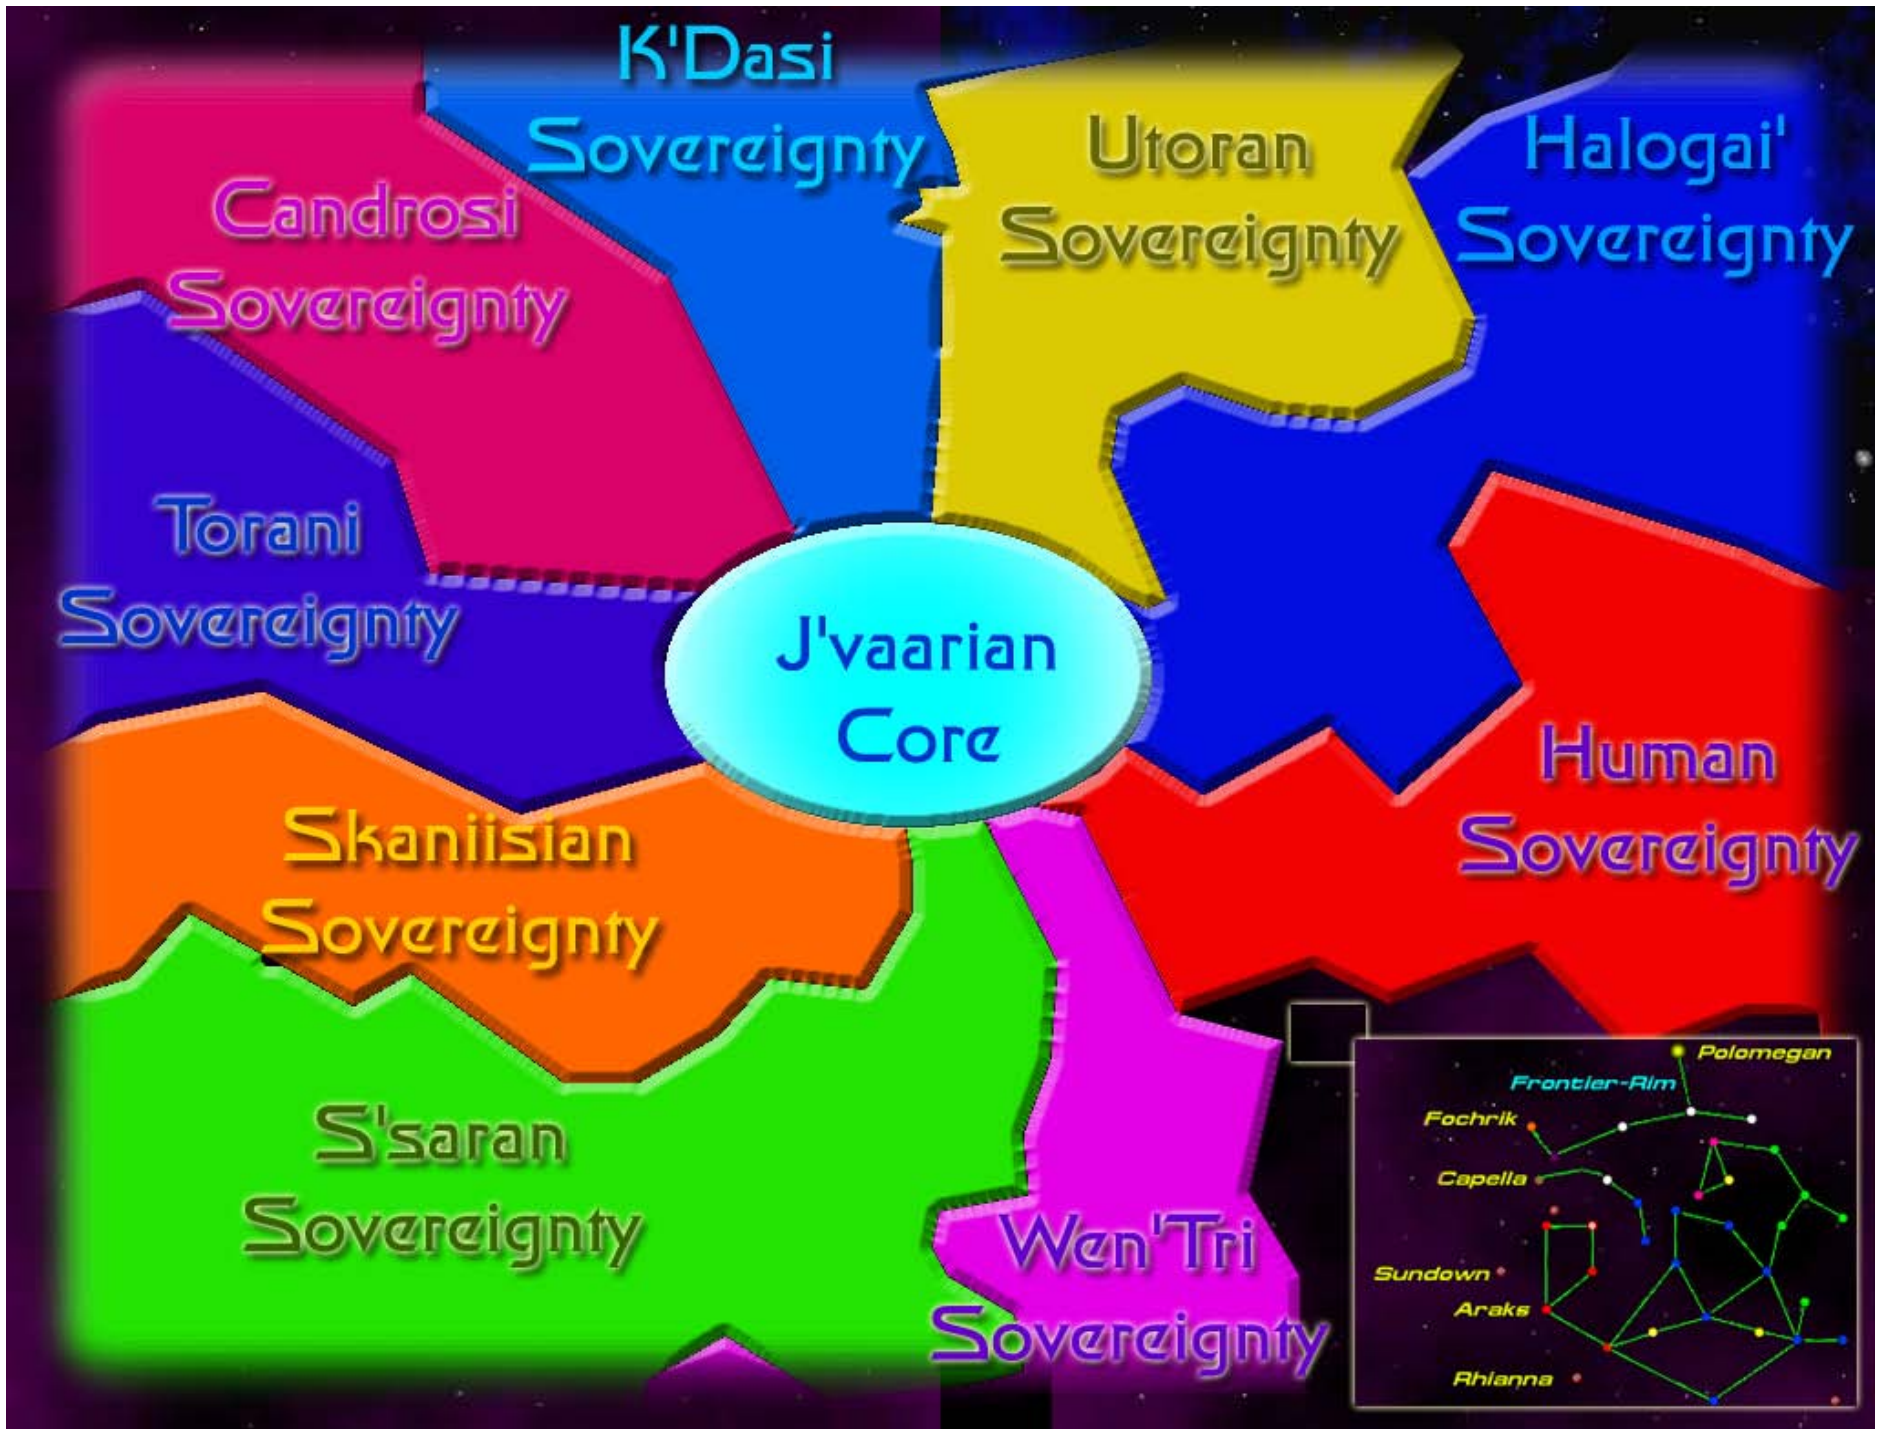 K'Dasi
Sovereignty
Utoran
Sovereignty
Halogai'
Sovereignty
Candrosi
Sovereignty
Torani
Sovereignty
J'vaarian
Core
Human
Sovereignty
Skaniisian
Sovereignty
S'saran
Sovereignty
Wen'Tri
Sovereignty
Polomegan
Frontier-Rim
Fochrik
Capella
Sundown
Araks
Rhianna